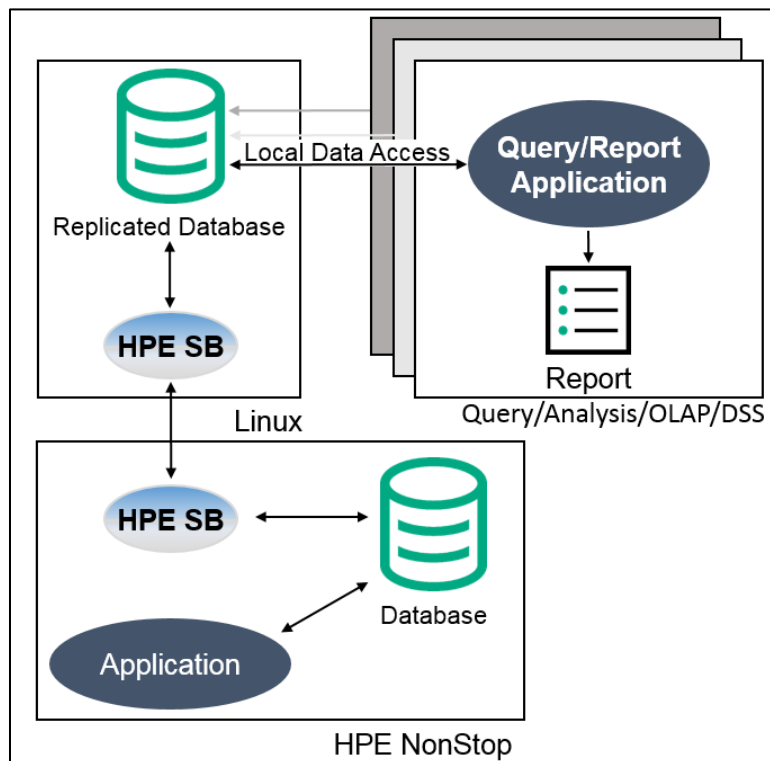 Local Data Access
Query/Report
Application
Replicated Database
HPE SB
Report
Query/Analysis/OLAP/DSS
Linux
HPE SB
Database
Application
HPE NonStop